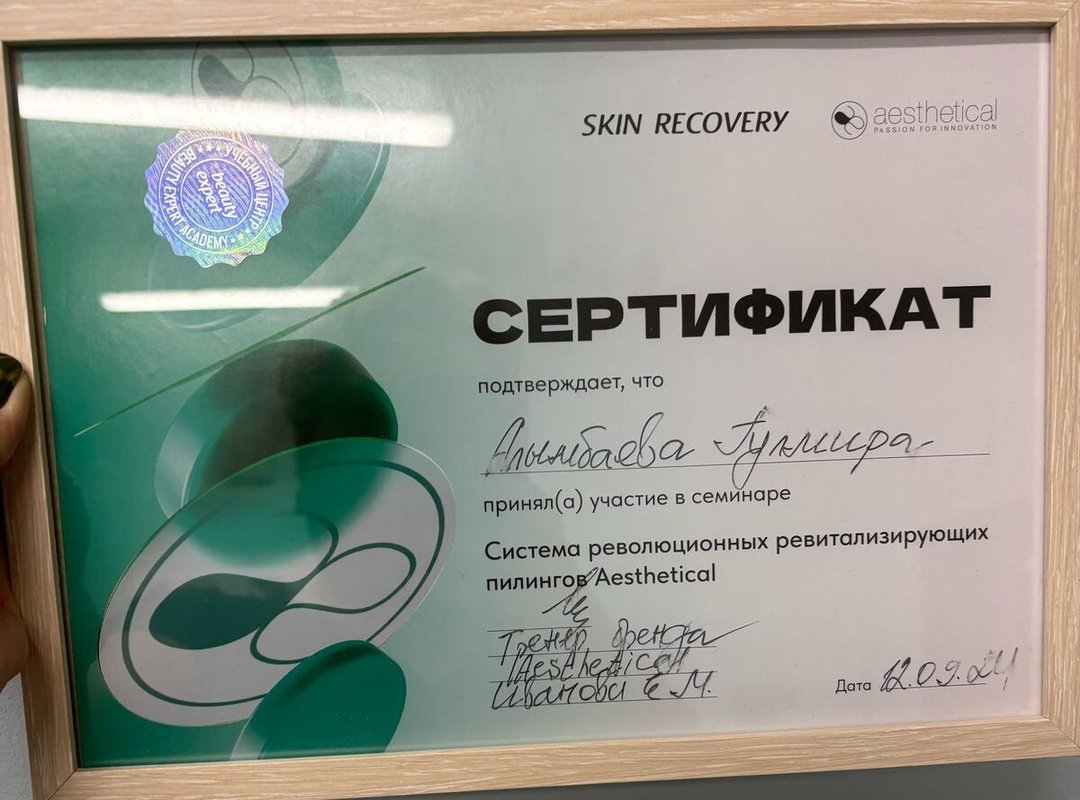 SKIN RECOVERY
aesthetical
PASSION FOR INNOVATION
УЧЕБНЫЙ ЦЕНТР
BEAUTY EXPERT ACADEMY
beauty
expert
СЕРТИФИКАТ
подтверждает, что
Алымбаева Гулмира
принял(а) участие в семинаре
Система революционных ревитализирующих
пилингов Aesthetical
Тренер бренда
Aesthetical
Иванова Е.М.
Дата 12.09.24